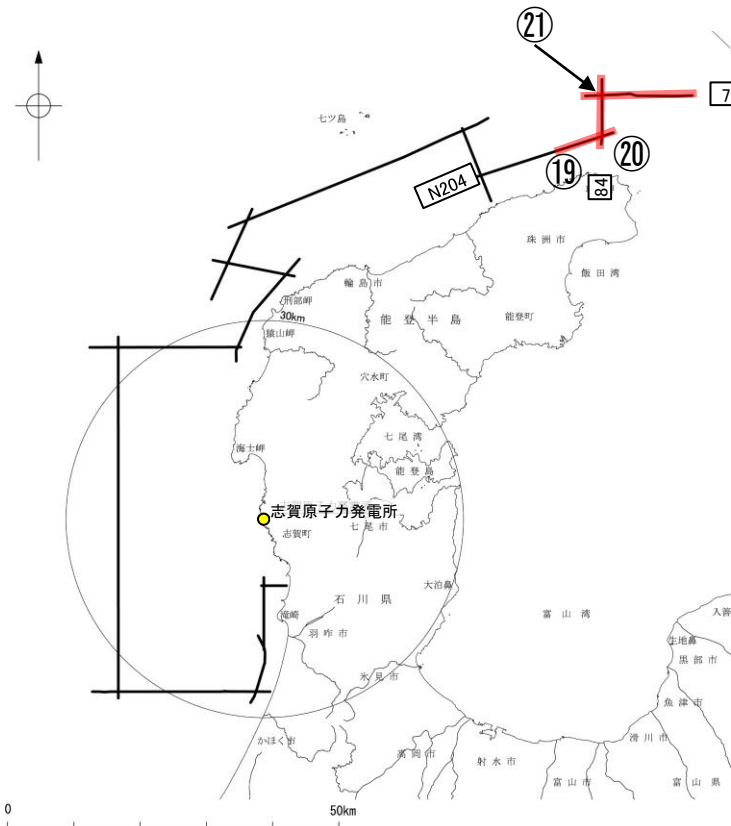 ㉑
7
七ツ島
⑲
⑳
N204
84
珠洲市
飯田湾
輪島市
刑部岬
能登半島
能登町
30km
猿山岬
穴水町
七尾湾
海士岬
能登島
志賀原子力発電所
志賀町
七尾市
大泊鼻
石川県
滝崎
富山湾
入善
羽咋市
生地鼻
黒部市
氷見市
魚津市
滑川市
かほく市
高岡市
射水市
富山市
富山県
0
50km